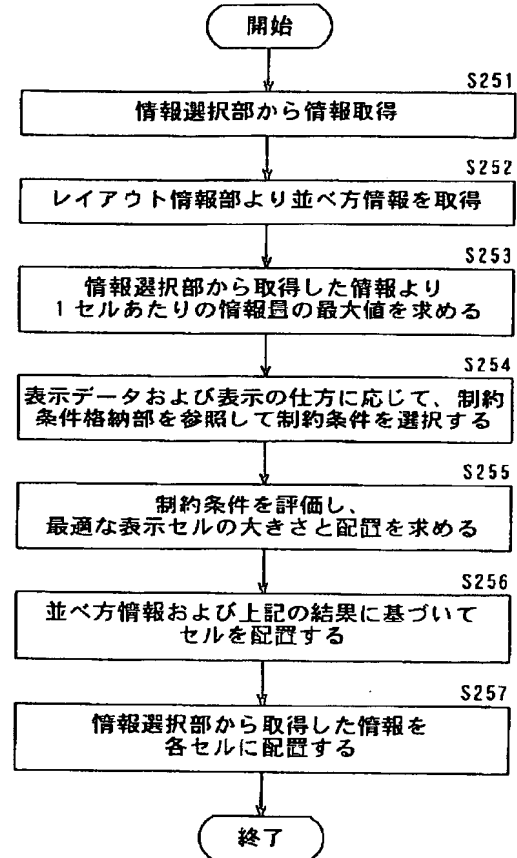 開始
S251
情報選択部から情報取得
S252
レイアウト情報部より並べ方情報を取得
S253
情報選択部から取得した情報より
1セルあたりの情報量の最大値を求める
S254
表示データおよび表示の仕方に応じて、制約
条件格納部を参照して制約条件を選択する
S255
制約条件を評価し、
最適な表示セルの大きさと配置を求める
S256
並べ方情報および上記の結果に基づいて
セルを配置する
S257
情報選択部から取得した情報を
各セルに配置する
終了